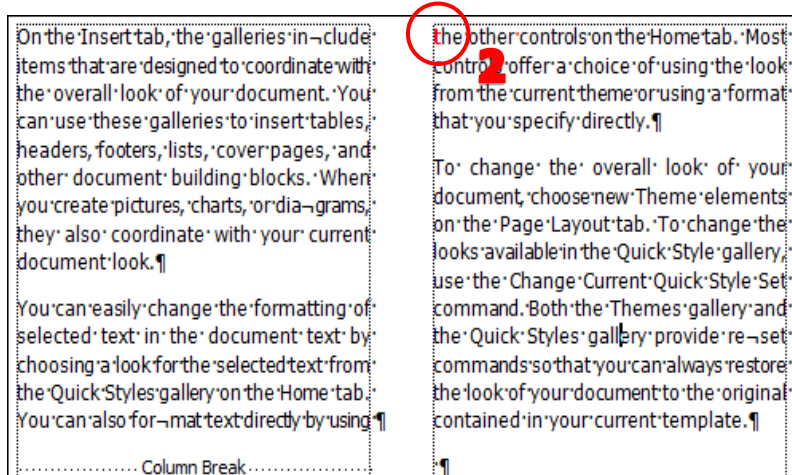 On the Insert tab, the galleries in¬clude
items that are designed to coordinate with
the overall look of your document. You
can use these galleries to insert tables,
headers, footers, lists, cover pages, and
other document building blocks. When
you create pictures, charts, or dia¬grams,
they also coordinate with your current
document look.¶
You can easily change the formatting of
selected text in the document text by
choosing a look for the selected text from
the Quick Styles gallery on the Home tab.
You can also for¬mat text directly by using ¶
Column Break
the other controls on the Home tab. Most
2
controls offer a choice of using the look
from the current theme or using a format
that you specify directly.¶
To change the overall look of your
document, choose new Theme elements
on the Page Layout tab. To change the
looks available in the Quick Style gallery,
use the Change Current Quick Style Set
command. Both the Themes gallery and
the Quick Styles gallery provide re¬set
commands so that you can always restore
the look of your document to the original
contained in your current template.¶
¶